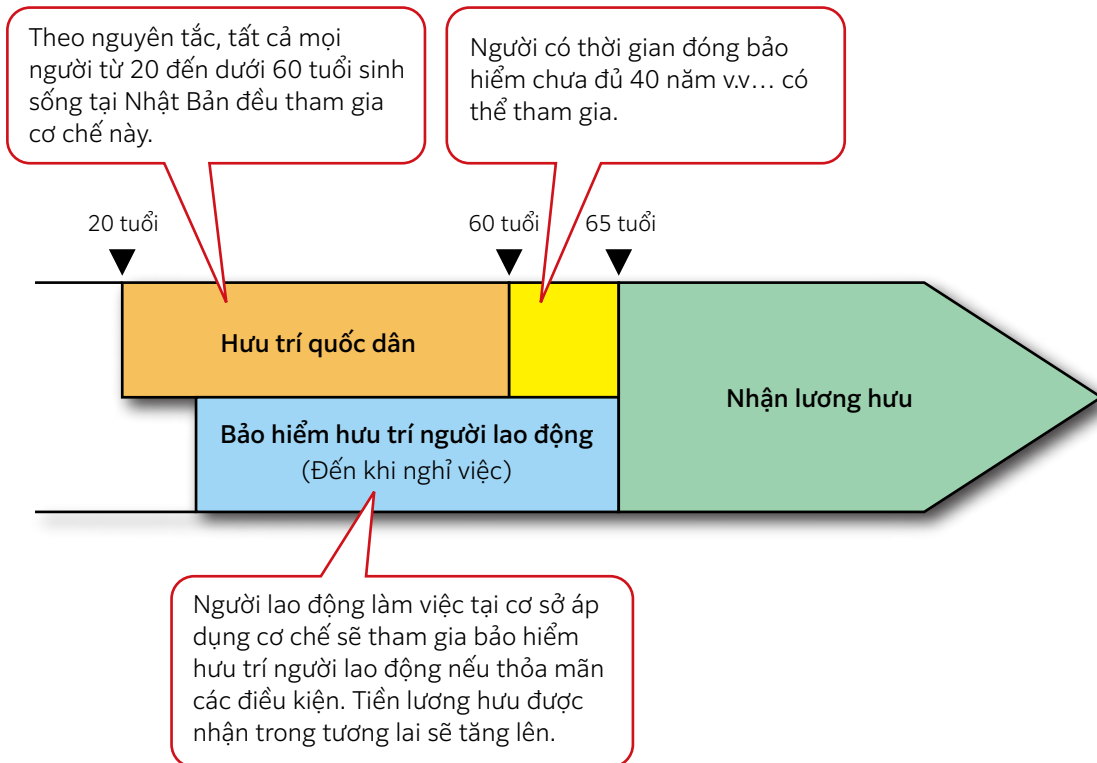 Theo nguyên tắc, tất cả mọi
người từ 20 đến dưới 60 tuổi sinh
sống tại Nhật Bản đều tham gia
cơ chế này.
Người có thời gian đóng bảo
hiểm chưa đủ 40 năm v.v... có
thể tham gia.
20 tuổi
60 tuổi
65 tuổi
Hưu trí quốc dân
Bảo hiểm hưu trí người lao động
(Đến khi nghỉ việc)
Nhận lương hưu
Người lao động làm việc tại cơ sở áp
dụng cơ chế sẽ tham gia bảo hiểm
hưu trí người lao động nếu thỏa mãn
các điều kiện. Tiền lương hưu được
nhận trong tương lai sẽ tăng lên.